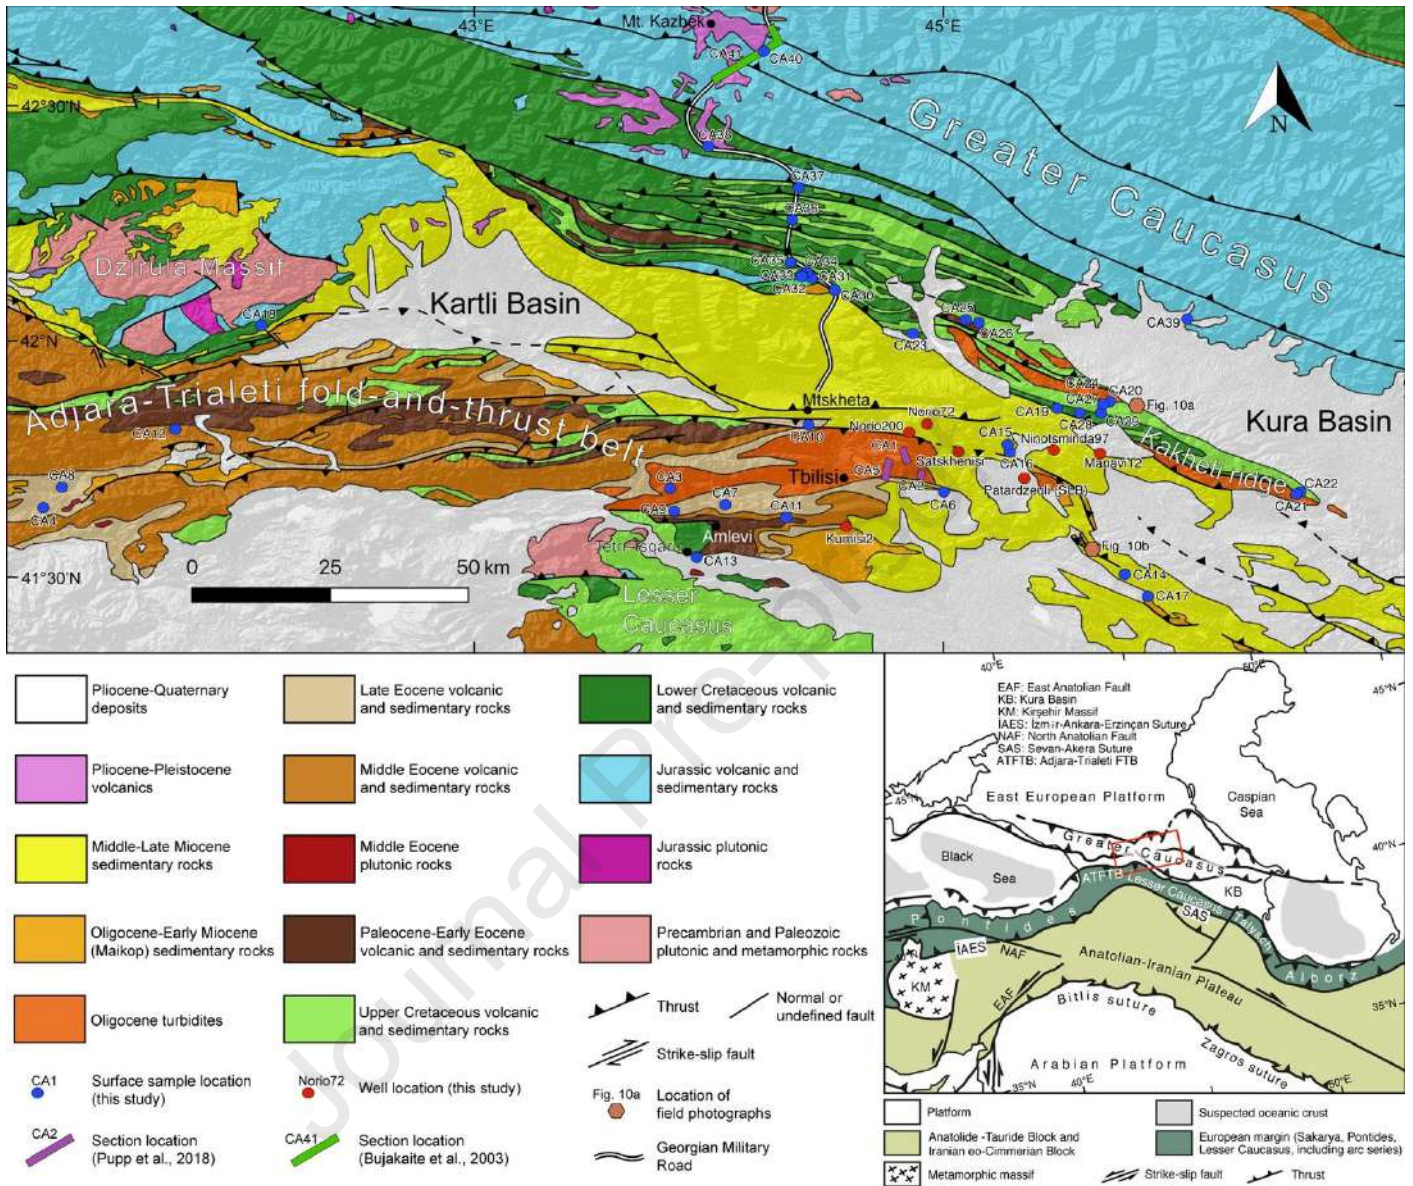 43°E
45°E
Mt. Kazbek
CA41
CA40
42°30'N
Greater Caucasus
N
CA38
CA37
CA36
Dzirula Massif
CA35
CA34
CA33
CA31
CA32
CA30
Kartli Basin
CA18
CA25
CA26
CA39
42°N
CA23
Adjara-Trialeti fold-and-thrust belt
CA24
CA20
Mtskheta
Norio72
CA19
CA27
Fig. 10a
Kura Basin
CA12
CA10
Norio200
CA15
CA28
CA29
CA1
Ninotsminda97
Kakheti ridge
Satskhenisi
CA16
Manavi12
CA8
CA3
Tbilisi
CA5
CA2
Patardzeuli (SLB)
CA22
CA7
CA6
CA21
CA9
CA11
Amlevi
Kumisi2
Tetri-Tsqaro
Fig. 10b
41°30'N
0 25 50 km
CA13
CA14
CA17
Lesser
Caucasus
Pliocene-Quaternary
deposits
Pliocene-Pleistocene
volcanics
Middle-Late Miocene
sedimentary rocks
Oligocene-Early Miocene
(Maikop) sedimentary rocks
Oligocene turbidites
CA1 Surface sample location
(this study)
CA2 Section location
(Pupp et al., 2018)
Late Eocene volcanic
and sedimentary rocks
Middle Eocene volcanic
and sedimentary rocks
Middle Eocene
plutonic rocks
Paleocene-Early Eocene
volcanic and sedimentary rocks
Upper Cretaceous volcanic
and sedimentary rocks
Norio72 Well location (this study)
CA41 Section location
(Bujakaite et al., 2003)
Lower Cretaceous volcanic
and sedimentary rocks
Jurassic volcanic and
sedimentary rocks
Jurassic plutonic
rocks
Precambrian and Paleozoic
plutonic and metamorphic rocks
Thrust
Normal or
undefined fault
Strike-slip fault
Fig. 10a Location of
field photographs
Georgian Military
Road
Journal Pre-proof
40°E
50°E
45°N
EAF: East Anatolian Fault
KB: Kura Basin
KM: Kirşehir Massif
İAES: İzmir-Ankara-Erzinçan Suture
NAF: North Anatolian Fault
SAS: Sevan-Akera Suture
ATFTB: Adjara-Trialeti FTB
45°N
East European Platform
Caspian
Sea
Greater Caucasus
40°N
Black
Sea
ATFTB
Lesser Caucasus
KB
Talysch
Pontides
SAS
İAES
NAF
Anatolian-Iranian Plateau
Alborz
KM
EAF
Bitlis suture
35°N
Zagros suture
Arabian Platform
35°N
40°E
50°E
Platform
Suspected oceanic crust
Anatolide -Tauride Block and
Iranian eo-Cimmerian Block
European margin (Sakarya, Pontides,
Lesser Caucasus, including arc series)
Metamorphic massif
Strike-slip fault
Thrust